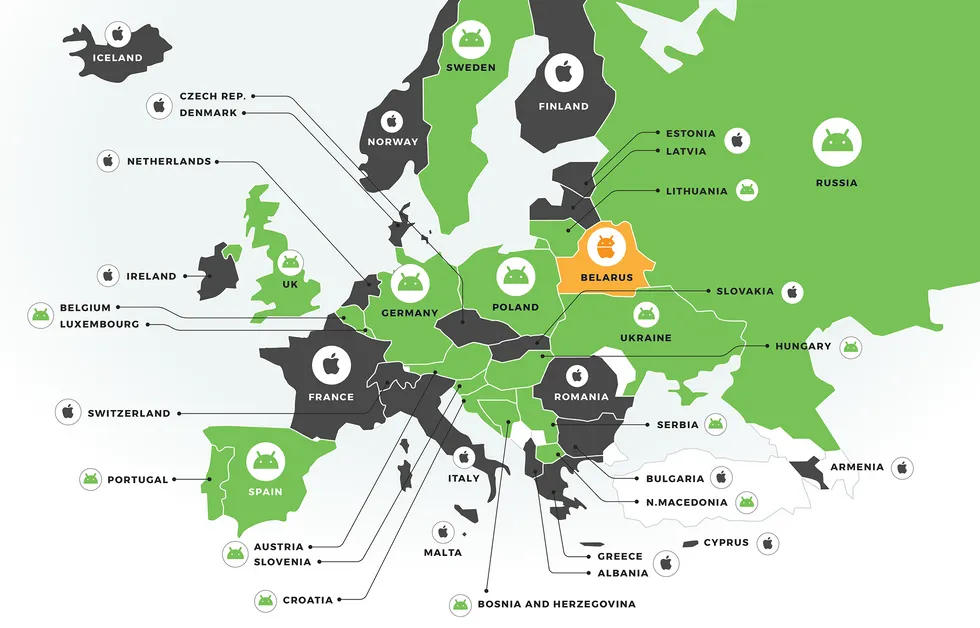 ICELAND
SWEDEN
CZECH REP.
DENMARK
FINLAND
NORWAY
ESTONIA
LATVIA
NETHERLANDS
RUSSIA
LITHUANIA
IRELAND
UK
BELARUS
SLOVAKIA
BELGIUM
LUXEMBOURG
GERMANY
POLAND
UKRAINE
HUNGARY
FRANCE
ROMANIA
SWITZERLAND
SERBIA
ARMENIA
PORTUGAL
SPAIN
ITALY
BULGARIA
N.MACEDONIA
AUSTRIA
SLOVENIA
MALTA
CYPRUS
GREECE
ALBANIA
CROATIA
BOSNIA AND HERZEGOVINA